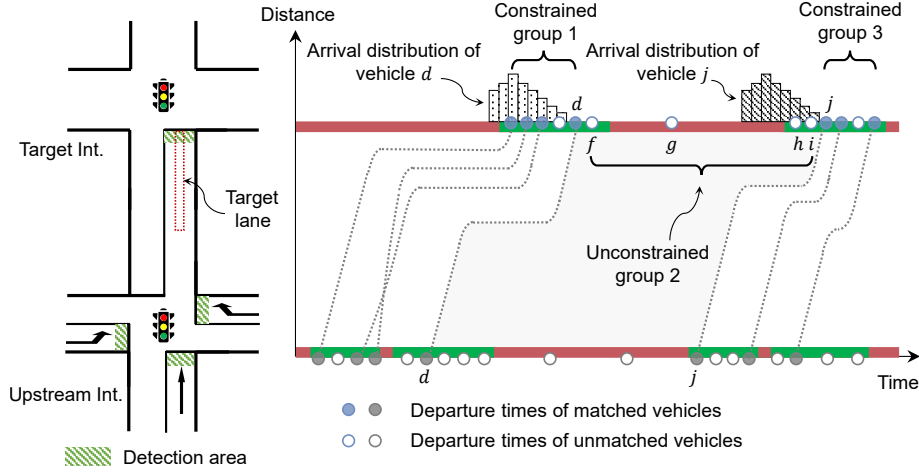 Distance
Constrained
group 1
Constrained
group 3
Arrival distribution of
vehicle d
Arrival distribution of
vehicle j
d
j
f
g
h i
Target Int.
Target
lane
Unconstrained
group 2
d
j
Time
Upstream Int.
Departure times of matched vehicles
Departure times of unmatched vehicles
Detection area